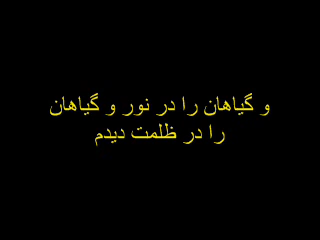 و گیاهان را در نور و گیاهان
را در ظلمت دیدم